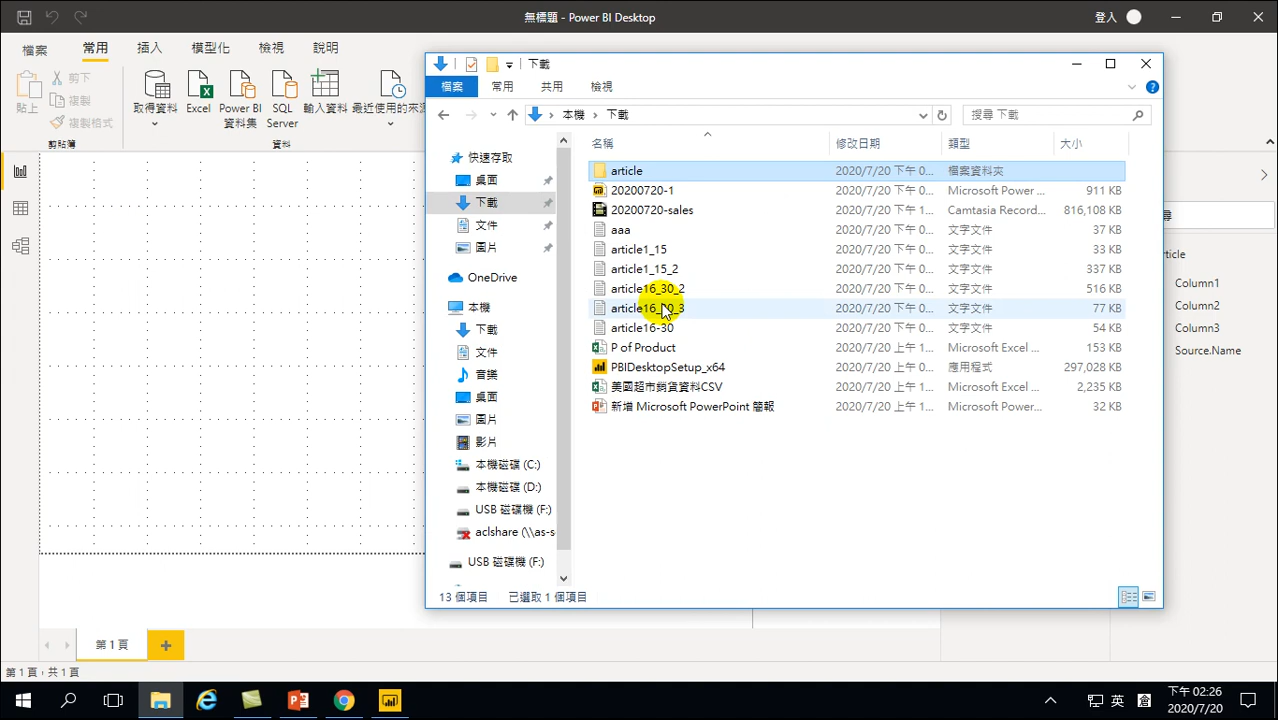 無標題 - Power BI Desktop
登入
檔案
常用
插入
模型化
檢視
說明
貼上
剪下
複製
複製格式
剪貼簿
取得資料
Excel
Power BI
資料集
SQL
Server
輸入資料
最近使用的來源
資料
下載
檔案
常用
共用
檢視
本機
下載
搜尋 下載
快速存取
桌面
下載
文件
圖片
OneDrive
本機
下載
文件
音樂
桌面
圖片
影片
本機磁碟 (C:)
本機磁碟 (D:)
USB 磁碟機 (F:)
aclshare (\\as-s
USB 磁碟機 (F:)
名稱 修改日期 類型 大小
article 2020/7/20 下午 0... 檔案資料夾
20200720-1 2020/7/20 下午 0... Microsoft Power ... 911 KB
20200720-sales 2020/7/20 下午 1... Camtasia Record... 816,108 KB
aaa 2020/7/20 下午 0... 文字文件 37 KB
article1_15 2020/7/20 下午 0... 文字文件 33 KB
article1_15_2 2020/7/20 下午 0... 文字文件 337 KB
article16_30_2 2020/7/20 下午 0... 文字文件 516 KB
article16_30_3 2020/7/20 下午 0... 文字文件 77 KB
article16-30 2020/7/20 下午 0... 文字文件 54 KB
P of Product 2020/7/20 上午 1... Microsoft Excel ... 153 KB
PBIDesktopSetup_x64 2020/7/20 上午 1... 應用程式 297,028 KB
美國超市銷貨資料CSV 2020/7/20 上午 0... Microsoft Excel ... 2,235 KB
新增 Microsoft PowerPoint 簡報 2020/7/20 上午 1... Microsoft Power... 32 KB
13 個項目 已選取 1 個項目
尋
ticle
Column1
Column2
Column3
Source.Name
第 1 頁
第 1 頁，共 1 頁
英
下午 02:26
2020/7/20